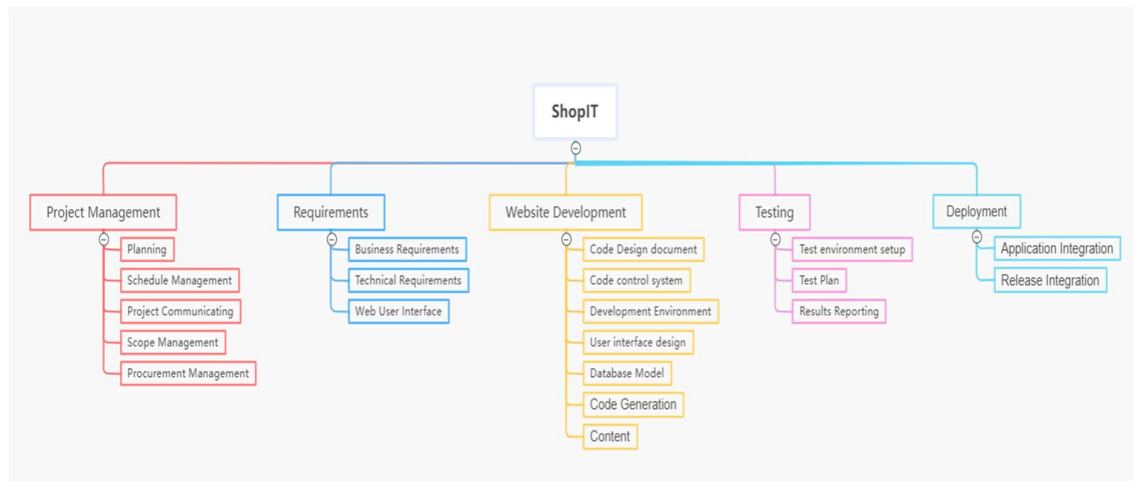 ShopIT
Project Management
Planning
Schedule Management
Project Communicating
Scope Management
Procurement Management
Requirements
Business Requirements
Technical Requirements
Web User Interface
Website Development
Code Design document
Code control system
Development Environment
User interface design
Database Model
Code Generation
Content
Testing
Test environment setup
Test Plan
Results Reporting
Deployment
Application Integration
Release Integration